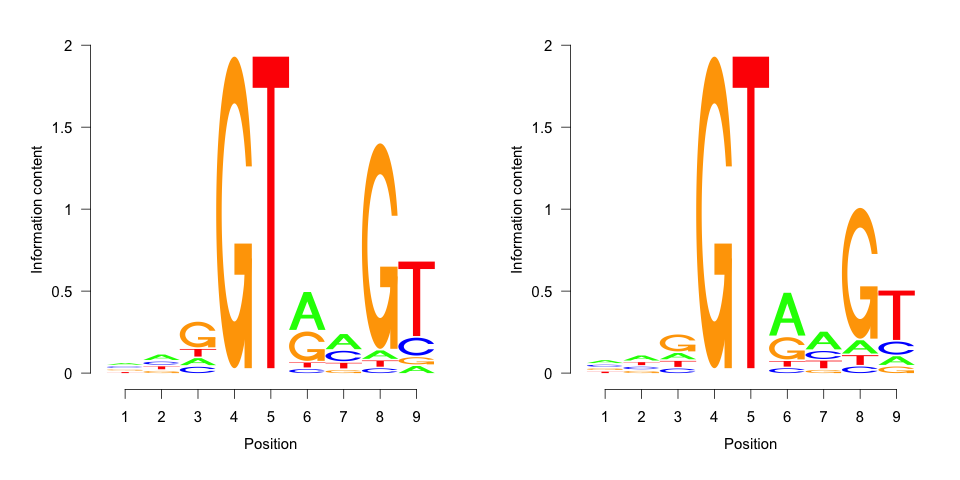 Information content
2
1.5
1
0.5
0
1 2 3 4 5 6 7 8 9
Position
G T G T A G A C G A T C
Information content
2
1.5
1
0.5
0
1 2 3 4 5 6 7 8 9
Position
G G T A G A C G A T T C A G